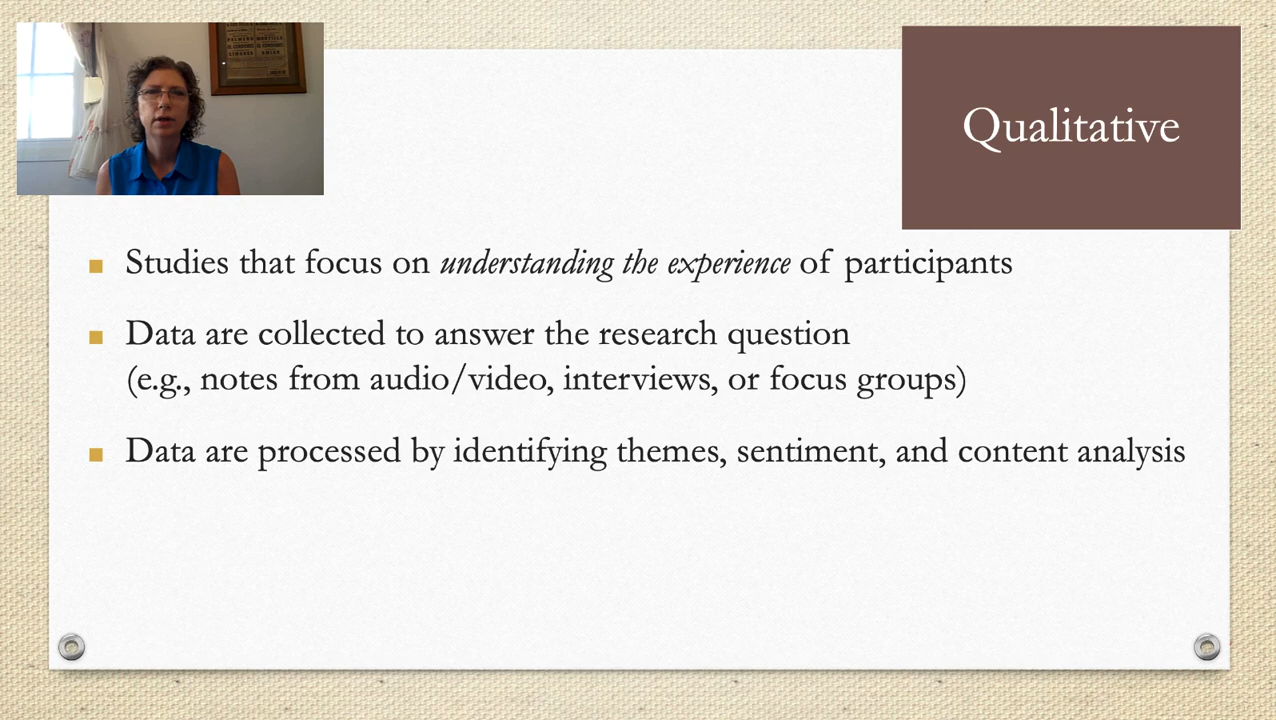 Qualitative
Studies that focus on understanding the experience of participants
Data are collected to answer the research question
(e.g., notes from audio/video, interviews, or focus groups)
Data are processed by identifying themes, sentiment, and content analysis